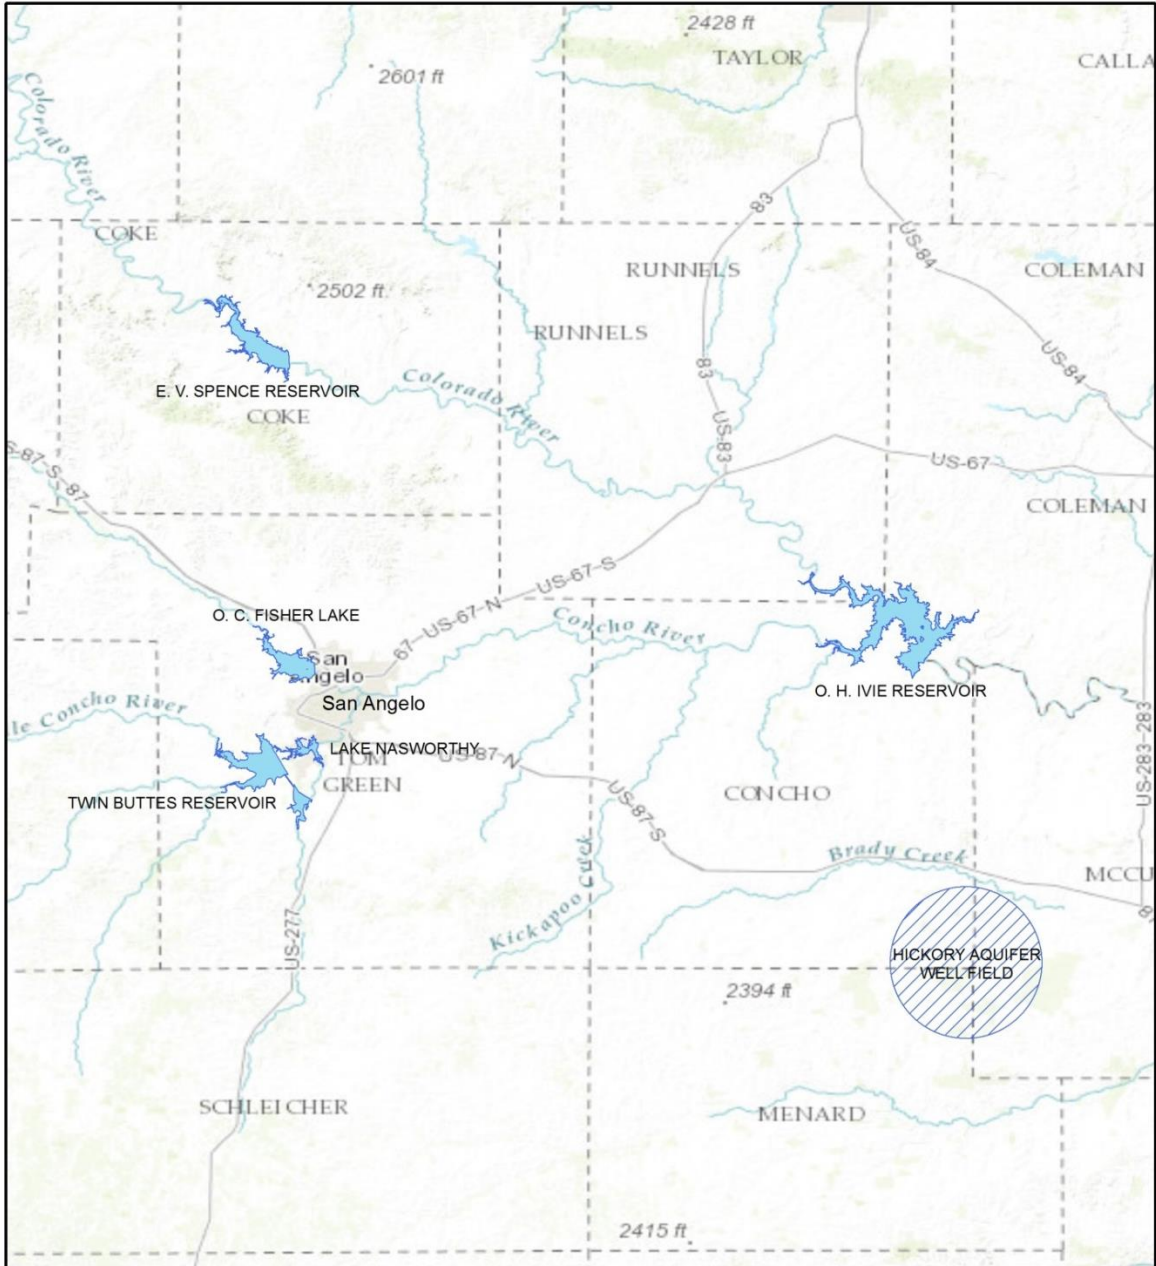 2428 ft
TAYLOR
CALLA
2601 ft
Colorado River
83
COKE
US-84
RUNNELS
COLEMAN
2502 ft
RUNNELS
83
US-84
E. V. SPENCE RESERVOIR
Colorado River
COKE
US-83
S-87-S-87
US-67
COLEMAN
US-67-S
O. C. FISHER LAKE
67
US-67-N
Concho River
San
Angelo
O. H. IVIE RESERVOIR
San Angelo
le Concho River
US-283-283
LAKE NASWORTHY
US-87-N
TOM
GREEN
TWIN BUTTES RESERVOIR
CONCHO
US-87-S
Brady Creek
MCCU
Kickapoo Creek
US-277
HICKORY AQUIFER
WELL FIELD
2394 ft
SCHLEICHER
MENARD
2415 ft